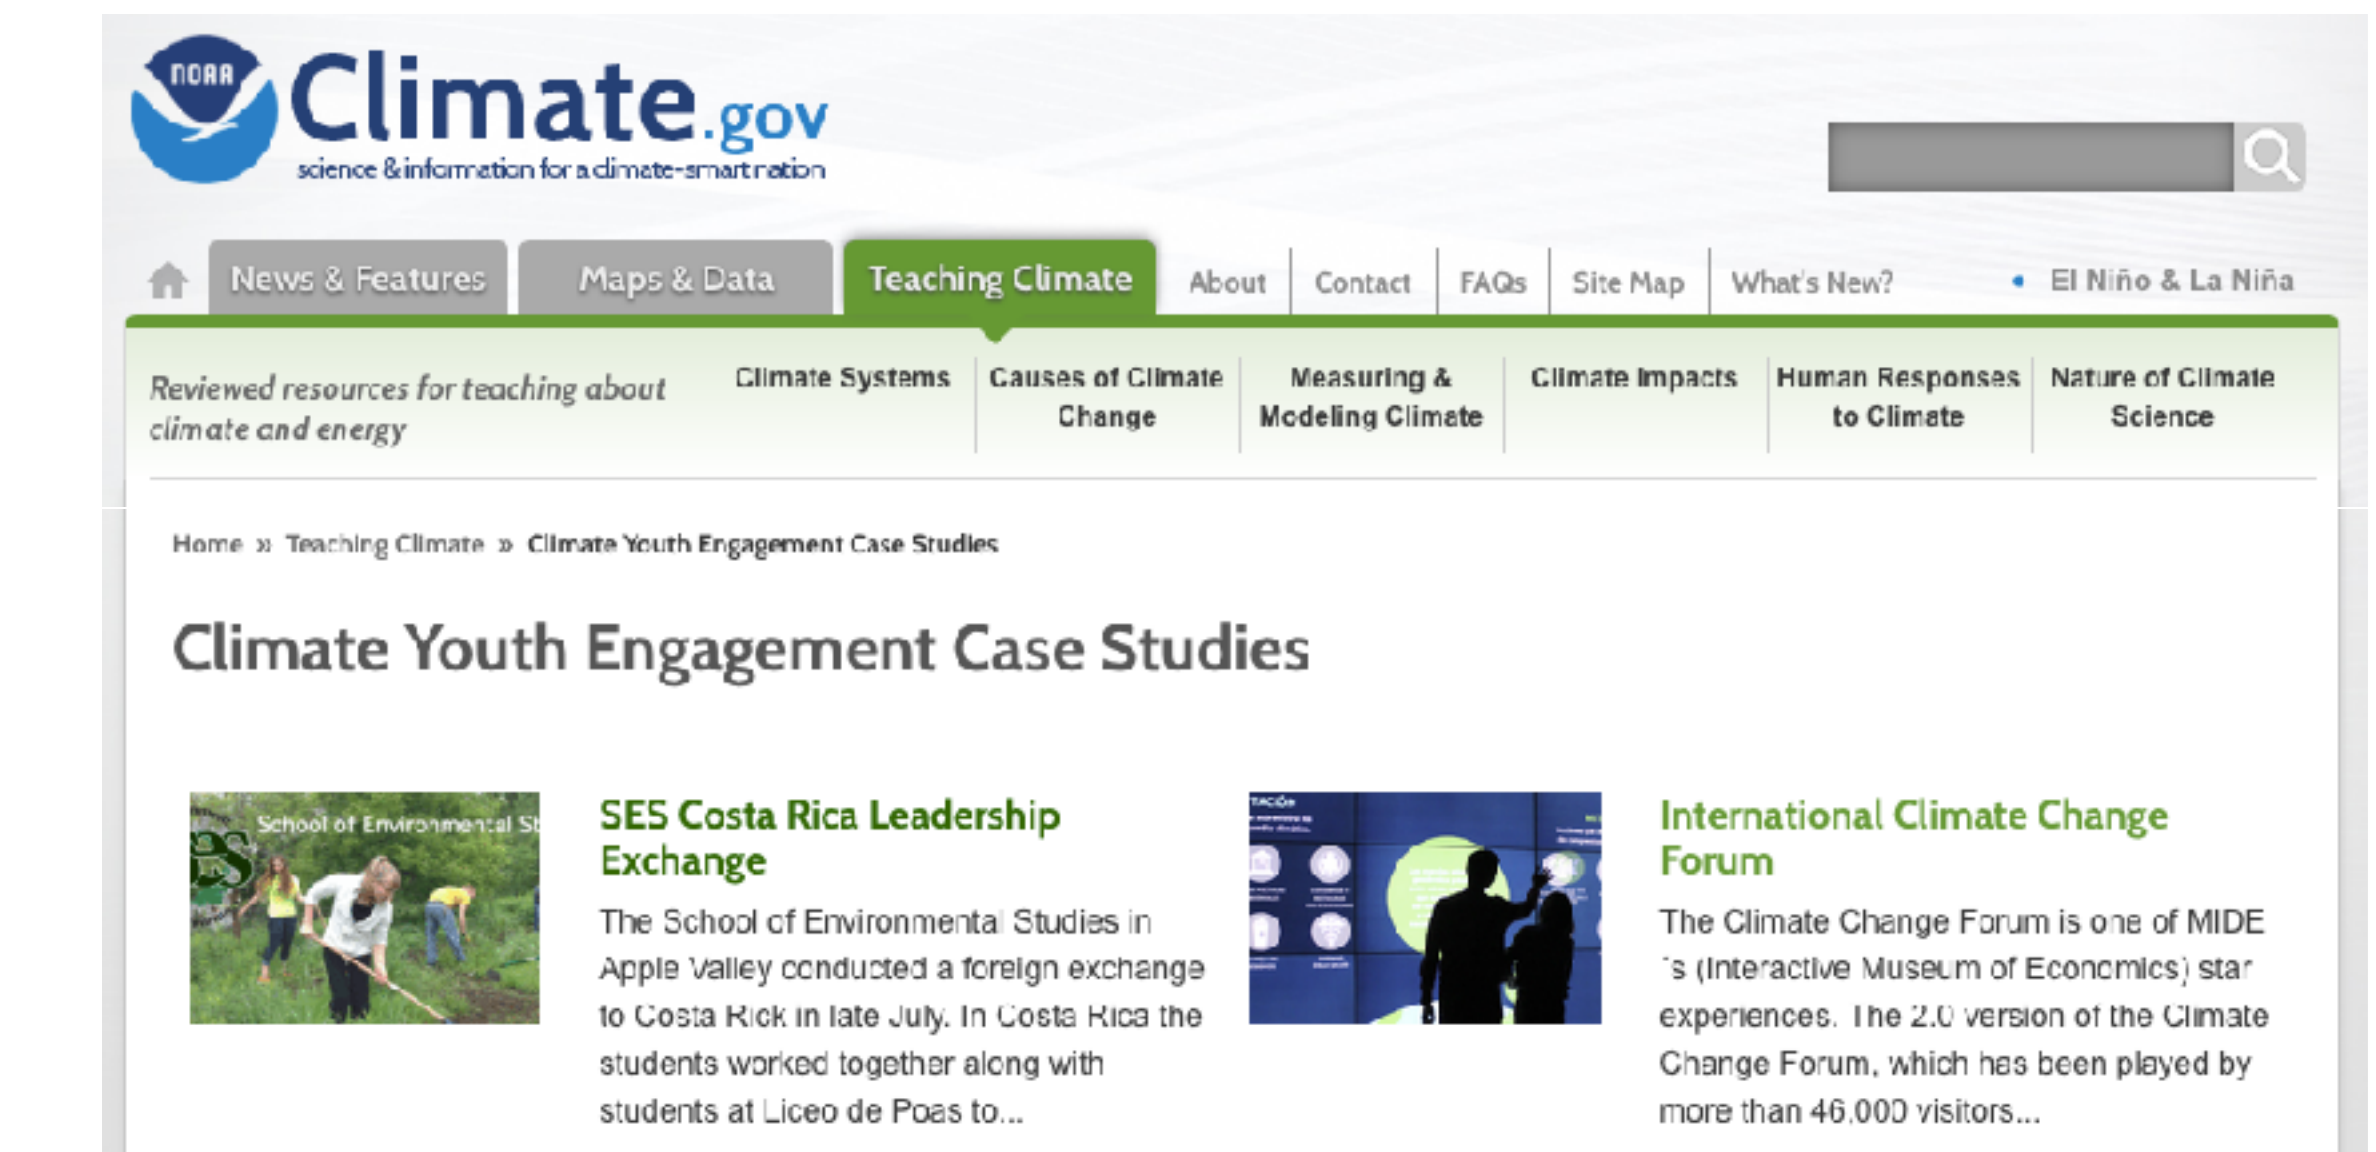 NOAA
Climate.gov
science & information for a climate-smart nation
News & Features
Maps & Data
Teaching Climate
About
Contact
FAQs
Site Map
What's New?
• El Niño & La Niña
Reviewed resources for teaching about
climate and energy
Climate Systems
Causes of Climate
Change
Measuring &
Modeling Climate
Climate Impacts
Human Responses
to Climate
Nature of Climate
Science
Home » Teaching Climate » Climate Youth Engagement Case Studies
Climate Youth Engagement Case Studies
School of Environmental St
SES Costa Rica Leadership
Exchange
The School of Environmental Studies in
Apple Valley conducted a foreign exchange
to Costa Rick in late July. In Costa Rica the
students worked together along with
students at Liceo de Poas to...
International Climate Change
Forum
The Climate Change Forum is one of MIDE
´s (Interactive Museum of Economics) star
experiences. The 2.0 version of the Climate
Change Forum, which has been played by
more than 46,000 visitors...